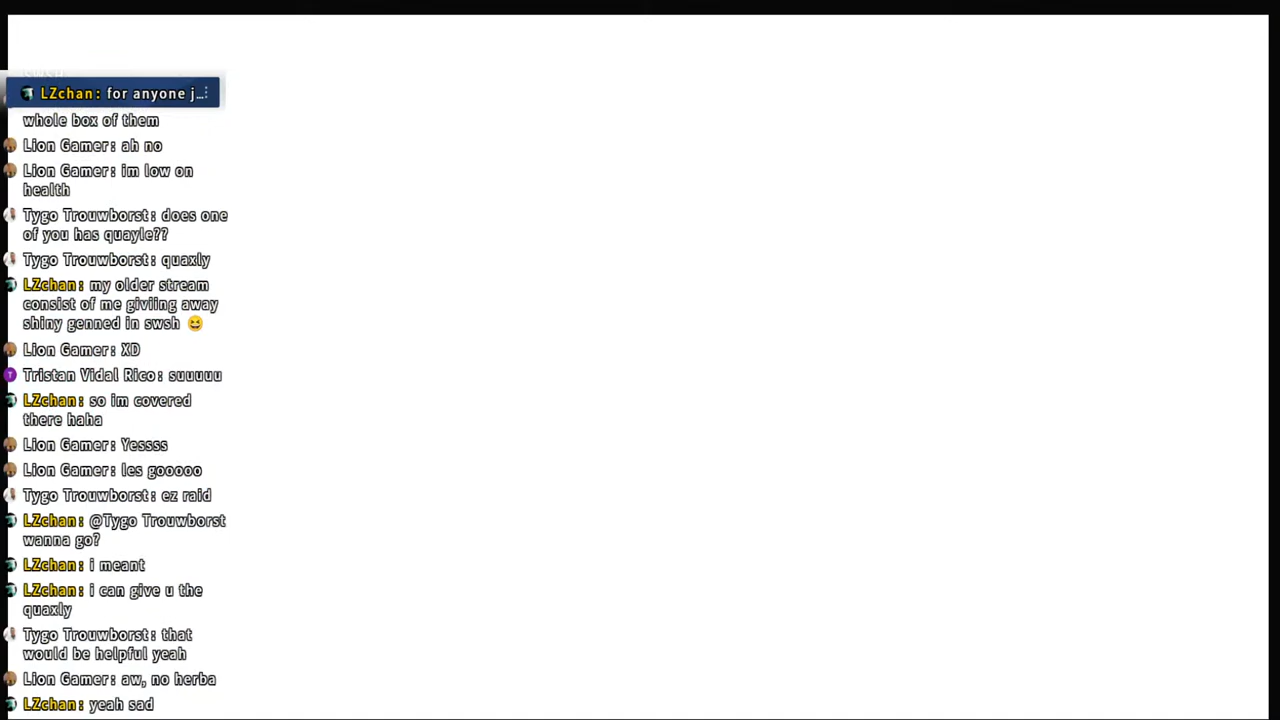 LZchan: for anyone j...
whole box of them
Lion Gamer: ah no
Lion Gamer: im low on
health
Tygo Trouwborst: does one
of you has quayle??
Tygo Trouwborst: quaxly
LZchan: my older stream
consist of me giviing away
shiny genned in swsh 😆
Lion Gamer: XD
T Tristan Vidal Rico: suuuuu
LZchan: so im covered
there haha
Lion Gamer: Yessss
Lion Gamer: les gooooo
Tygo Trouwborst: ez raid
LZchan: @Tygo Trouwborst
wanna go?
LZchan: i meant
LZchan: i can give u the
quaxly
Tygo Trouwborst: that
would be helpful yeah
Lion Gamer: aw, no herba
LZchan: yeah sad